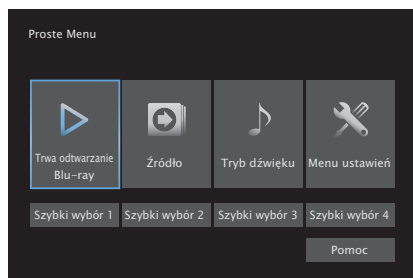 Proste Menu
Trwa odtwarzanie
Blu-ray
Źródło
Tryb dźwięku
Menu ustawień
Szybki wybór 1
Szybki wybór 2
Szybki wybór 3
Szybki wybór 4
Pomoc